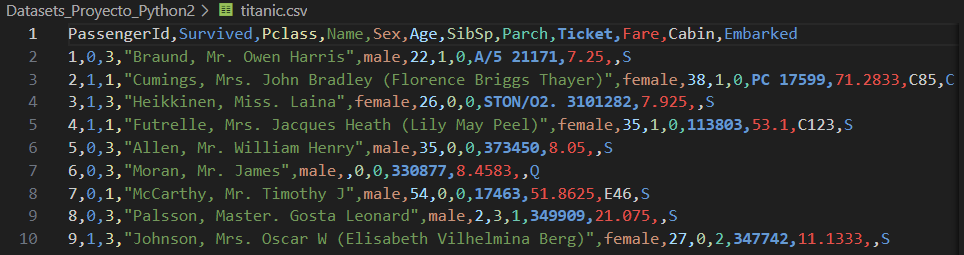 Datasets_Proyecto_Python2 > titanic.csv
1 PassengerId,Survived,Pclass,Name,Sex,Age,SibSp,Parch,Ticket,Fare,Cabin,Embarked
2 1,0,3,"Braund, Mr. Owen Harris",male,22,1,0,A/5 21171,7.25,,S
3 2,1,1,"Cumings, Mrs. John Bradley (Florence Briggs Thayer)",female,38,1,0,PC 17599,71.2833,C85,C
4 3,1,3,"Heikkinen, Miss. Laina",female,26,0,0,STON/O2. 3101282,7.925,,S
5 4,1,1,"Futrelle, Mrs. Jacques Heath (Lily May Peel)",female,35,1,0,113803,53.1,C123,S
6 5,0,3,"Allen, Mr. William Henry",male,35,0,0,373450,8.05,,S
7 6,0,3,"Moran, Mr. James",male,,0,0,330877,8.4583,,Q
8 7,0,1,"McCarthy, Mr. Timothy J",male,54,0,0,17463,51.8625,E46,S
9 8,0,3,"Palsson, Master. Gosta Leonard",male,2,3,1,349909,21.075,,S
10 9,1,3,"Johnson, Mrs. Oscar W (Elisabeth Vilhelmina Berg)",female,27,0,2,347742,11.1333,,S